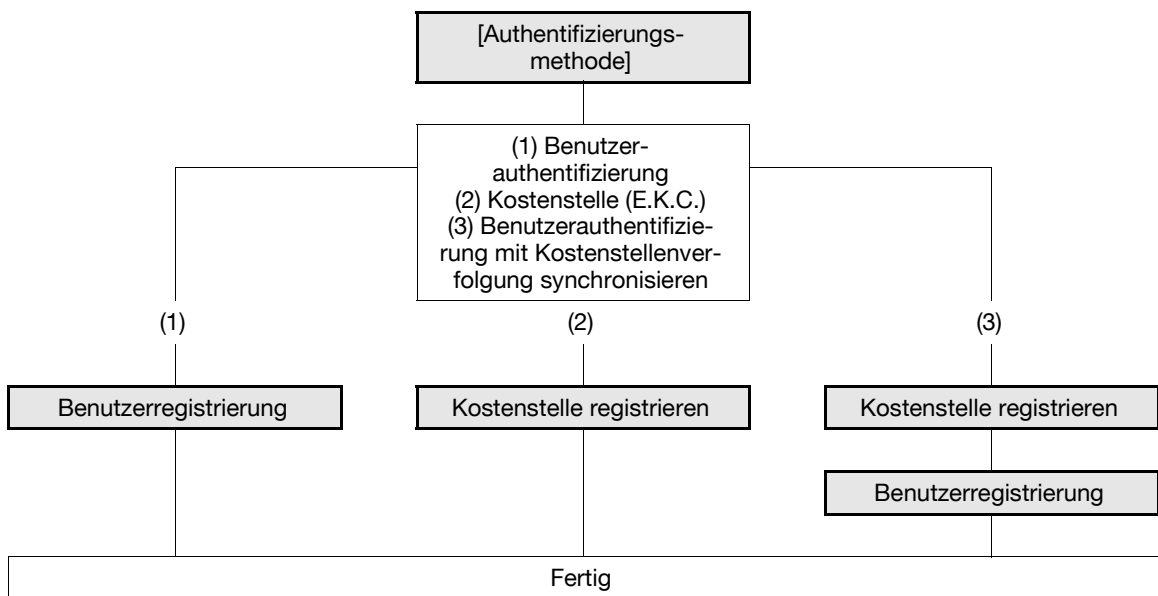 [Authentifizierungs-
methode]
(1) Benutzer-
authentifizierung
(2) Kostenstelle (E.K.C.)
(3) Benutzerauthentifizie-
rung mit Kostenstellenver-
folgung synchronisieren
(1)
(2)
(3)
Benutzerregistrierung
Kostenstelle registrieren
Kostenstelle registrieren
Benutzerregistrierung
Fertig